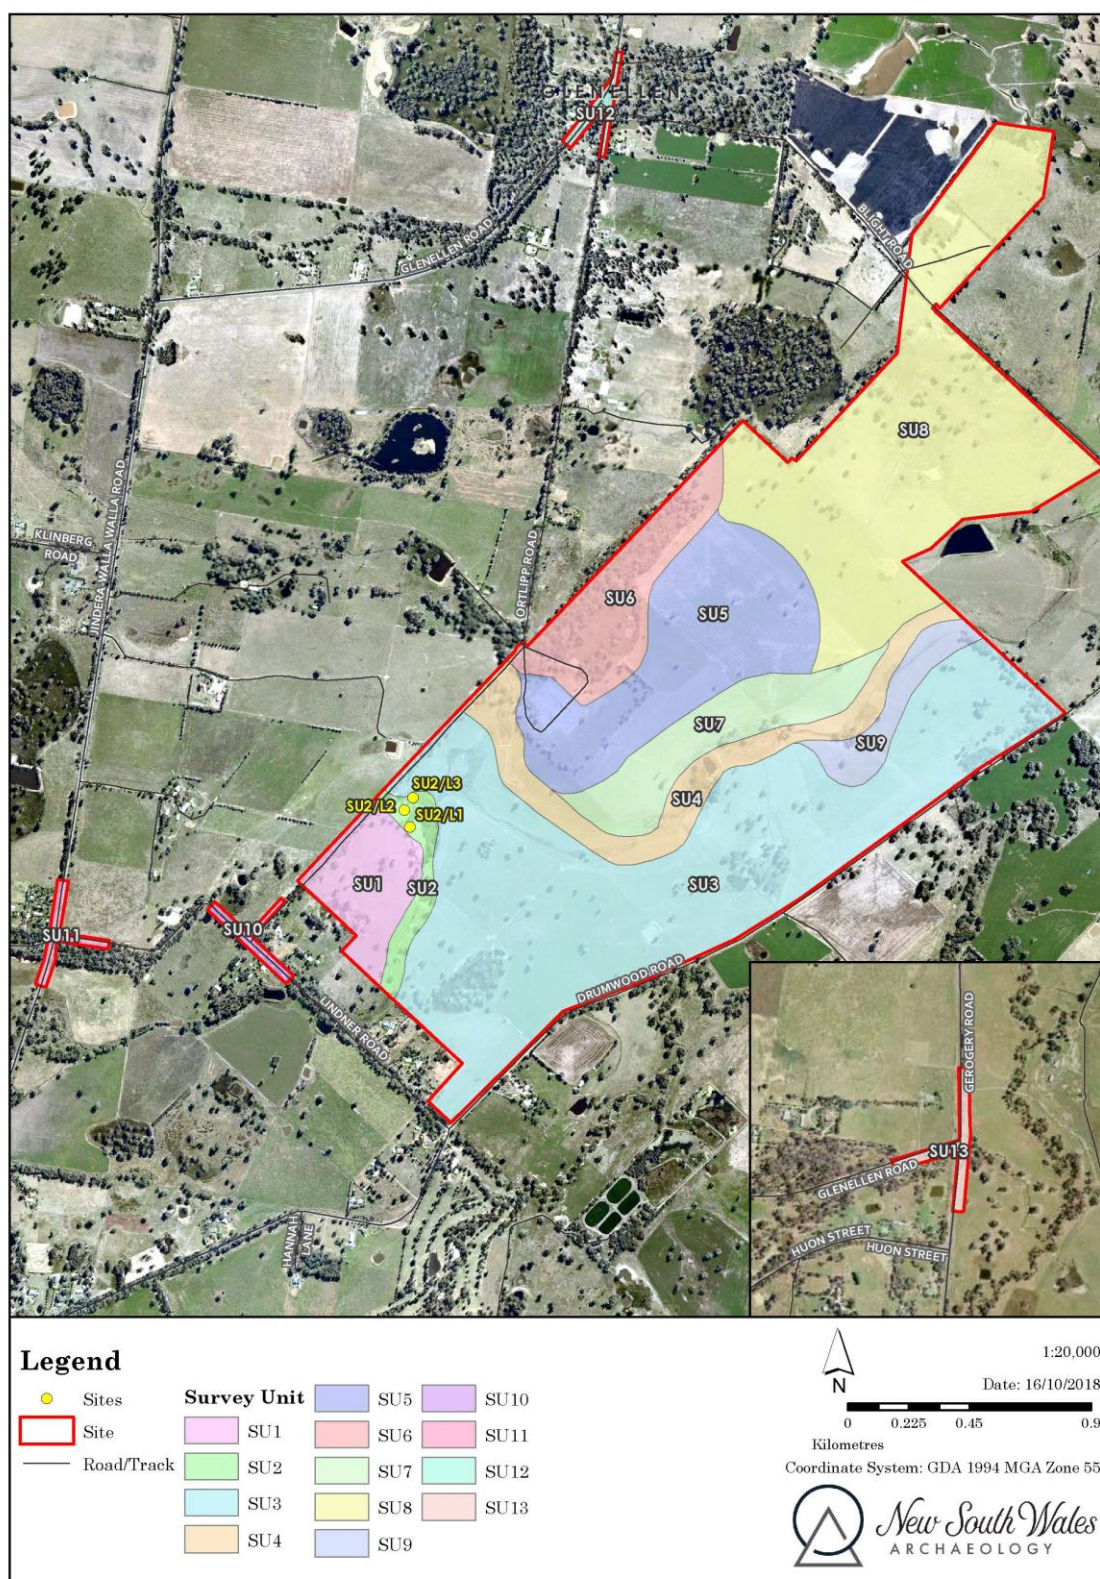 GLENELLEN
SU12
BLIGHT ROAD
GLENELLEN ROAD
SU8
JINDERA WALLA WALLA ROAD
KLINBERG
ROAD
ORTLIPP ROAD
SU6
SU5
SU7
SU9
SU4
SU2/L3
SU2/L2
SU2/L1
SU1
SU2
SU3
SU11
SU10
DRUMWOOD ROAD
LINDNER ROAD
HANNAH
LANE
GEROGERY ROAD
SU13
GLENELLEN ROAD
HUON STREET
HUON STREET
Legend
Sites
Site
Road/Track
Survey Unit
SU1
SU2
SU3
SU4
SU5
SU6
SU7
SU8
SU9
SU10
SU11
SU12
SU13
N
1:20,000
Date: 16/10/2018
0 0.225 0.45 0.9
Kilometres
Coordinate System: GDA 1994 MGA Zone 55
New South Wales
ARCHAEOLOGY